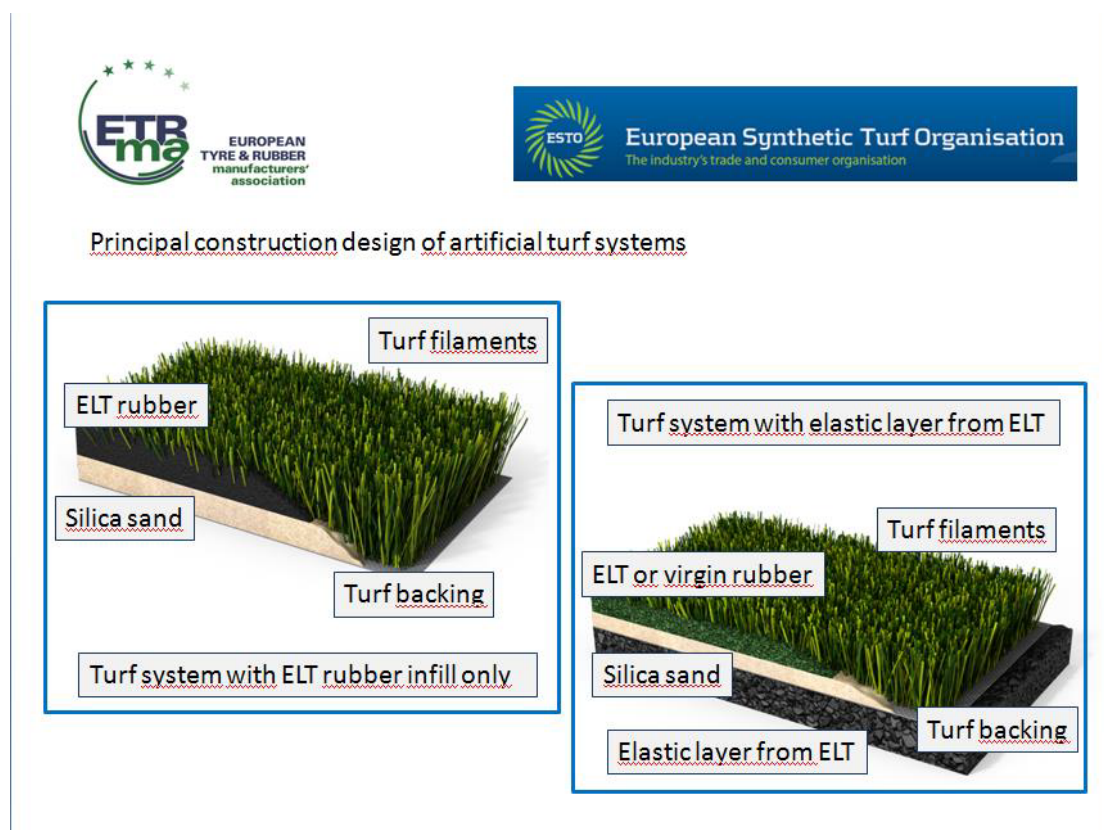 ETR
ma
EUROPEAN
TYRE & RUBBER
manufacturers'
association
ESTO
European Synthetic Turf Organisation
The industry's trade and consumer organisation
Principal construction design of artificial turf systems
Turf filaments
ELT rubber
Silica sand
Turf backing
Turf system with ELT rubber infill only
Turf system with elastic layer from ELT
Turf filaments
ELT or virgin rubber
Silica sand
Turf backing
Elastic layer from ELT